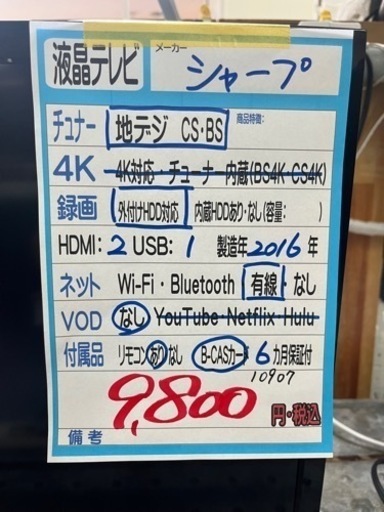 液晶テレビ メーカー シャープ
チュナー 地デジ CS・BS 商品特徴:
4K 4K対応・チューナー内蔵(BS4K・CS4K)
録画 外付けHDD対応 内蔵HDDあり・なし(容量: )
HDMI:2 USB:1 製造年2016年
ネット Wi-Fi・Bluetooth 有線・なし
VOD なし YouTube・Netflix・Hulu
付属品 リモコンあり・なし B-CASカード 6カ月保証付
10907
9,800 円・税込
備考